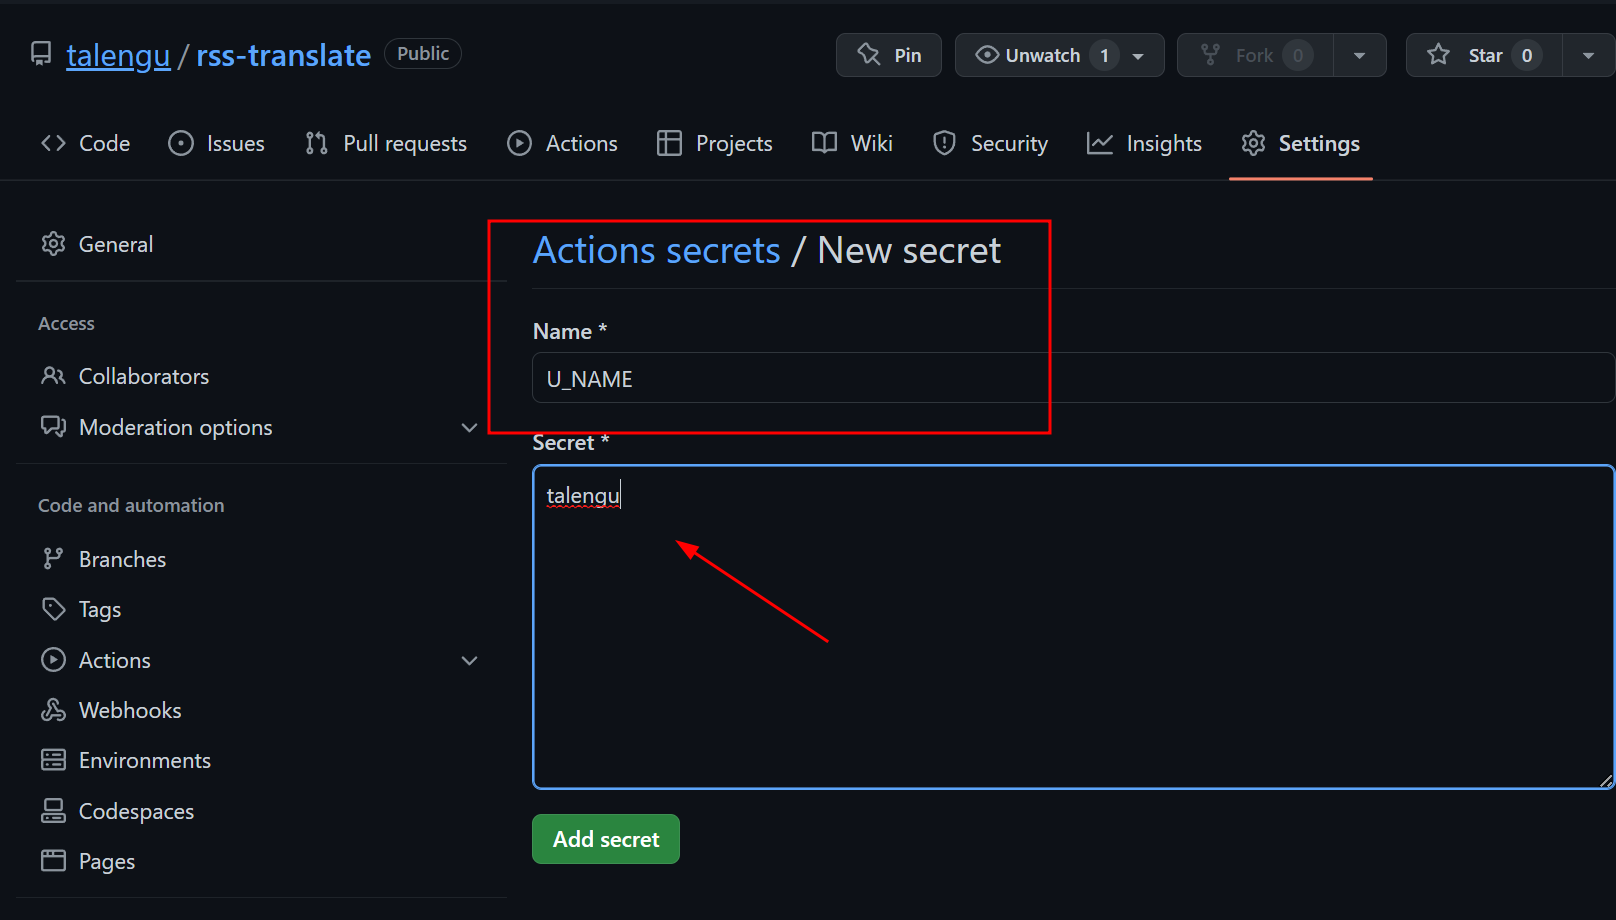 talengu / rss-translate Public
Pin Unwatch 1 Fork 0 Star 0
Code Issues Pull requests Actions Projects Wiki Security Insights Settings
General
Access
Collaborators
Moderation options
Code and automation
Branches
Tags
Actions
Webhooks
Environments
Codespaces
Pages
Actions secrets / New secret
Name *
U_NAME
Secret *
talengu
Add secret